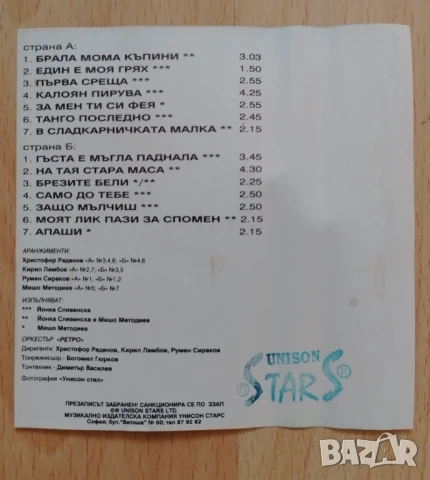 страна А:
1. БРАЛА МОМА КЪПИНИ ** 3.03
2. ЕДИН Е МОЯ ГРЯХ *** 1.50
3. ПЪРВА СРЕЩА *** 2.55
4. КАЛОЯН ПИРУВА *** 4.25
5. ЗА МЕН ТИ СИ ФЕЯ * 2.55
6. ТАНГО ПОСЛЕДНО *** 2.45
7. В СЛАДКАРНИЧКАТА МАЛКА ** 2.15
страна Б:
1. ГЪСТА Е МЪГЛА ПАДНАЛА *** 3.45
2. НА ТАЯ СТАРА МАСА ** 4.30
3. БРЕЗИТЕ БЕЛИ */** 2.25
4. САМО ДО ТЕБЕ *** 2.50
5. ЗАЩО МЪЛЧИШ *** 2.50
6. МОЯТ ЛИК ПАЗИ ЗА СПОМЕН ** 2.15
7. АПАШИ * 2.15
АРАНЖИМЕНТИ:
Христофор Раданов «А» №3,4,6; «Б» №4,6
Кирил Ламбов «А» №2,7; «Б» №3,5
Румен Сираков «А» №1; «Б» №1,2
Мишо Методиев «А» №5; «Б» №7
ИЗПЪЛНЯВАТ:
*** Йонка Сливенска
** Йонка Сливенска и Мишо Методиев
* Мишо Методиев
ОРКЕСТЪР «РЕТРО»
Диригенти: Христофор Раданов, Кирил Ламбов, Румен Сираков
Тонрежисьор: Богомил Гюрков
Тонтехник: Димитър Василев
Фотография «Унисон стил»
UNISON
© STARS ®
ПРЕЗАПИСЪТ ЗАБРАНЕН! САНКЦИОНИРА СЕ ПО ЗЗАП
©® UNISON STARS LTD.
МУЗИКАЛНО ИЗДАТЕЛСКА КОМПАНИЯ УНИСОН СТАРС
София; бул."Витоша" № 60; тел 87 92 62
BAZAR